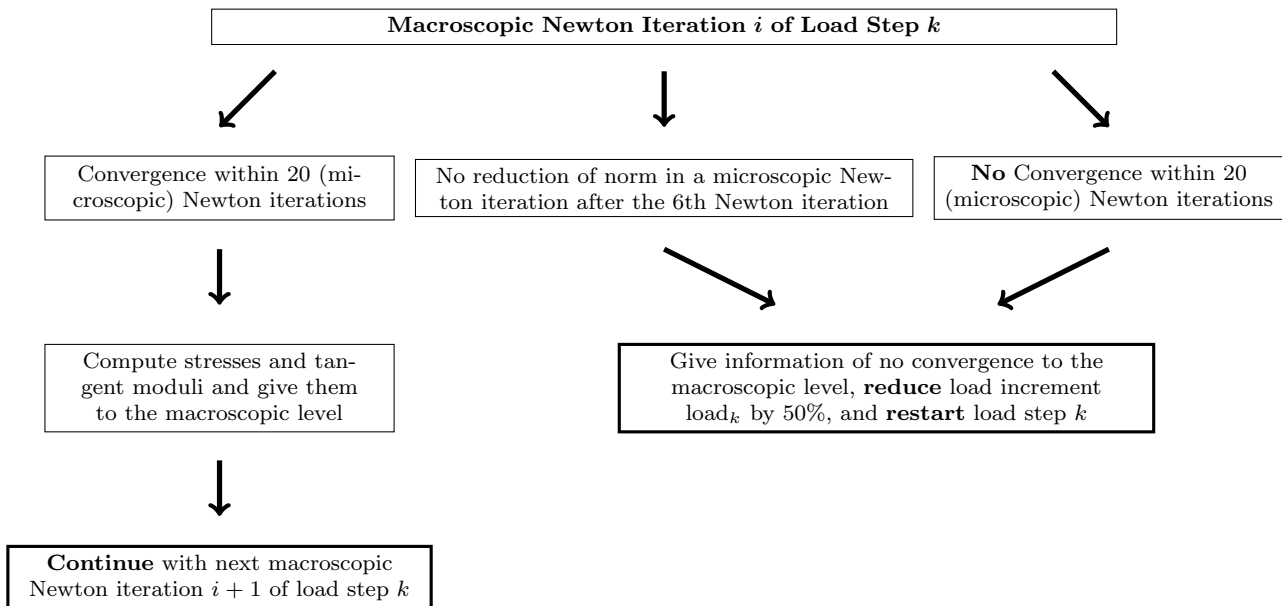 Macroscopic Newton Iteration i of Load Step k
Convergence within 20 (mi-
croscopic) Newton iterations
No reduction of norm in a microscopic New-
ton iteration after the 6th Newton iteration
No Convergence within 20
(microscopic) Newton iterations
Compute stresses and tan-
gent moduli and give them
to the macroscopic level
Give information of no convergence to the
macroscopic level, reduce load increment
loadₖ by 50%, and restart load step k
Continue with next macroscopic
Newton iteration i + 1 of load step k